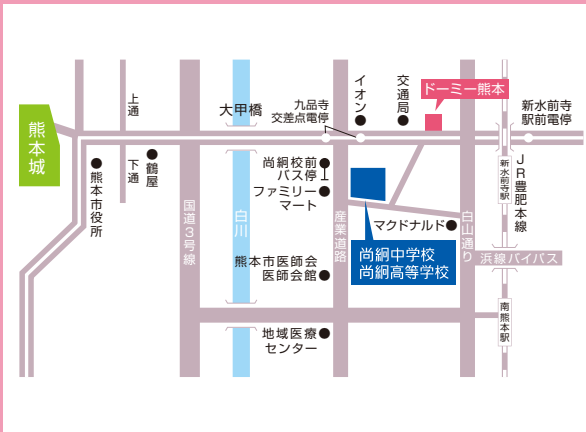 ドーミー熊本
イオン
交通局
九品寺
交差点電停
新水前寺
駅前電停
大甲橋
上通
熊本城
下通
鶴屋
熊本市役所
尚絅校前
バス停
ファミリー
マート
新水前寺駅
JR豊肥本線
国道3号線
白川
産業道路
マクドナルド
白山通り
尚絅中学校
尚絅高等学校
浜線バイパス
熊本市医師会
医師会館
地域医療
センター
南熊本駅